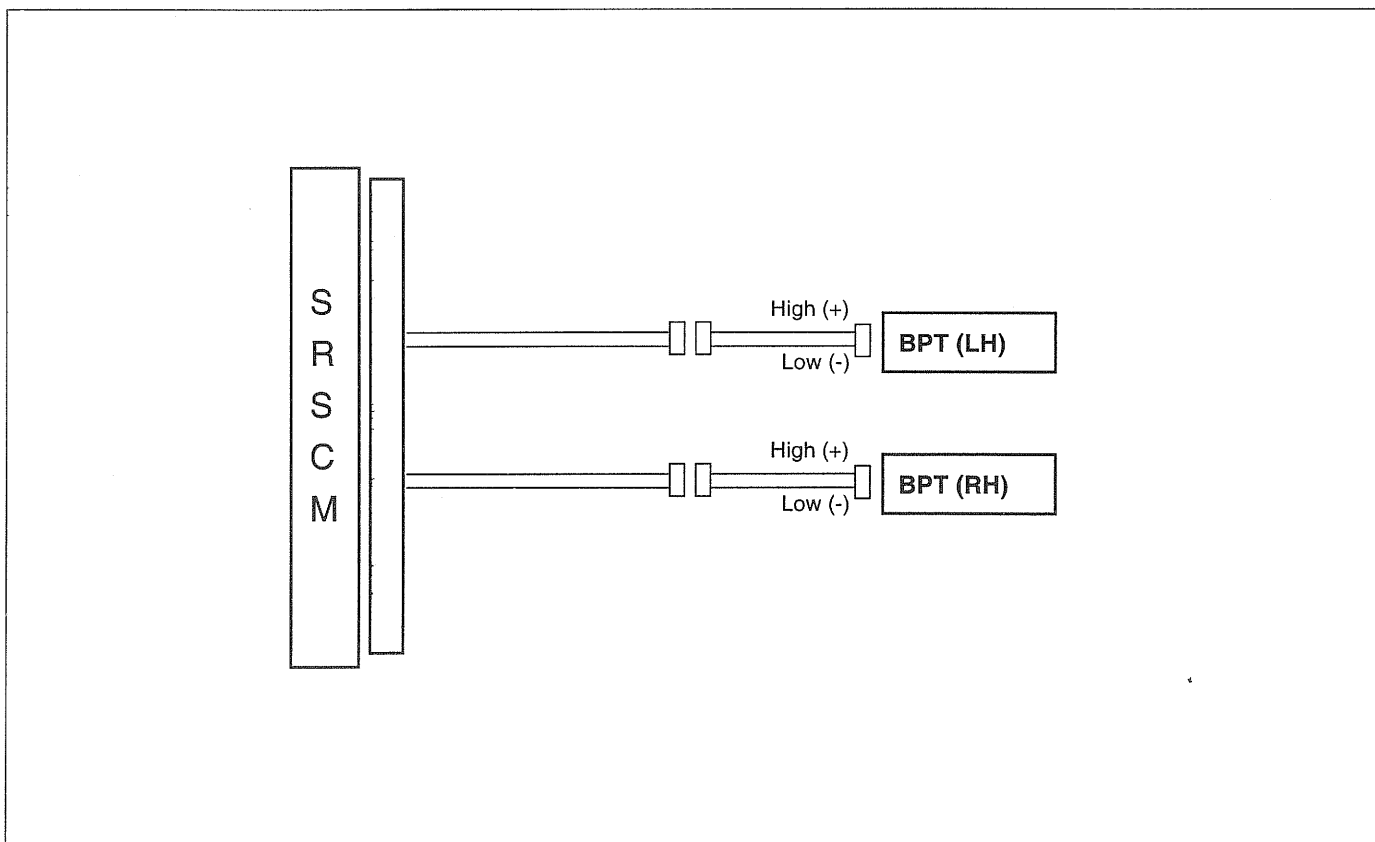 S
R
S
C
M
High (+)
Low (-)
BPT (LH)
High (+)
Low (-)
BPT (RH)